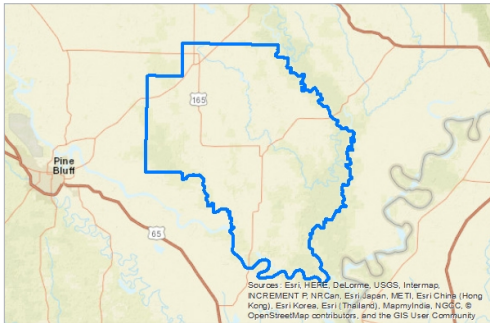 165
Pine
Bluff
65
Sources: Esri, HERE, DeLorme, USGS, Intermap,
INCREMENT P, NRCan, Esri Japan, METI, Esri China (Hong
Kong), Esri Korea, Esri (Thailand), MapmyIndia, NGCC, ©
OpenStreetMap contributors, and the GIS User Community